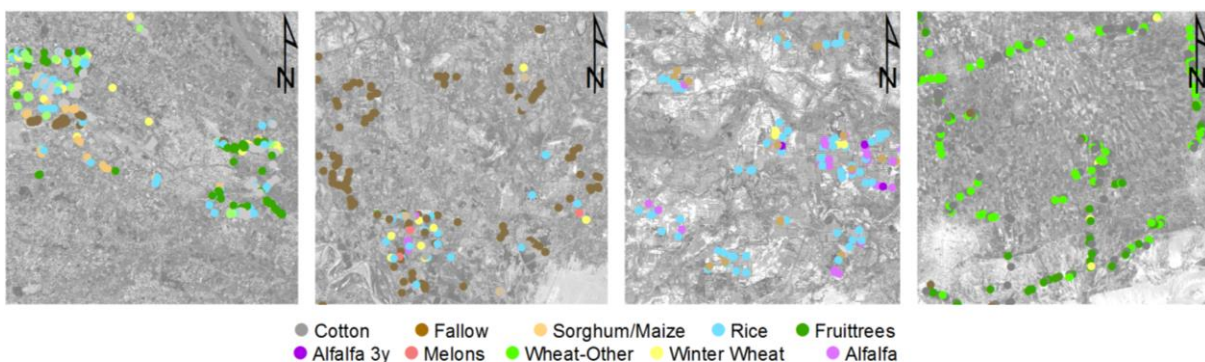 N N N N
Cotton Fallow Sorghum/Maize Rice Fruittrees
Alfalfa 3y Melons Wheat-Other Winter Wheat Alfalfa